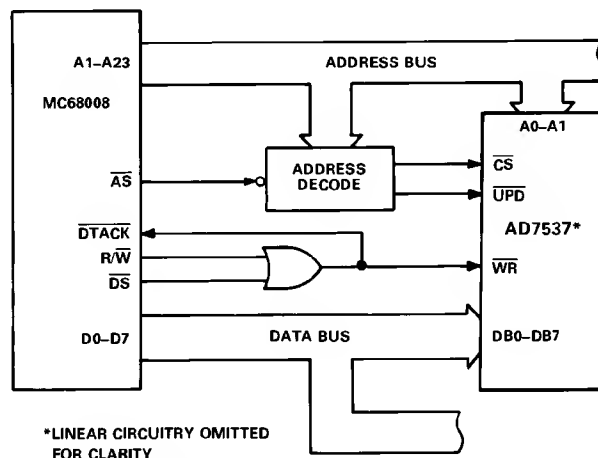 A1–A23
ADDRESS BUS
MC68008
A0–A1
ADDRESS
DECODE
CS
AS
UPD
AD7537*
DTACK
R/W
WR
DS
D0–D7
DATA BUS
DB0–DB7
*LINEAR CIRCUITRY OMITTED
FOR CLARITY